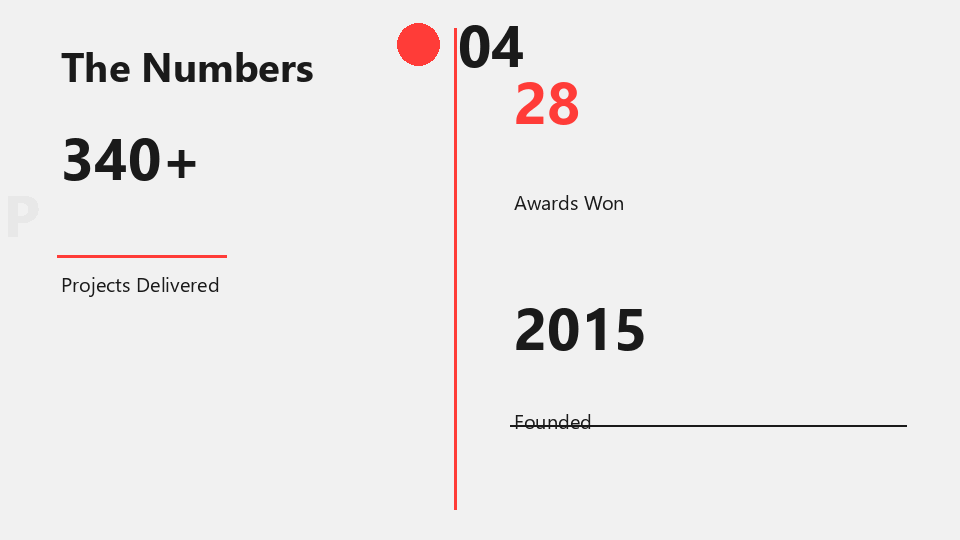 The Numbers
340+
P
Projects Delivered
04
28
Awards Won
2015
Founded